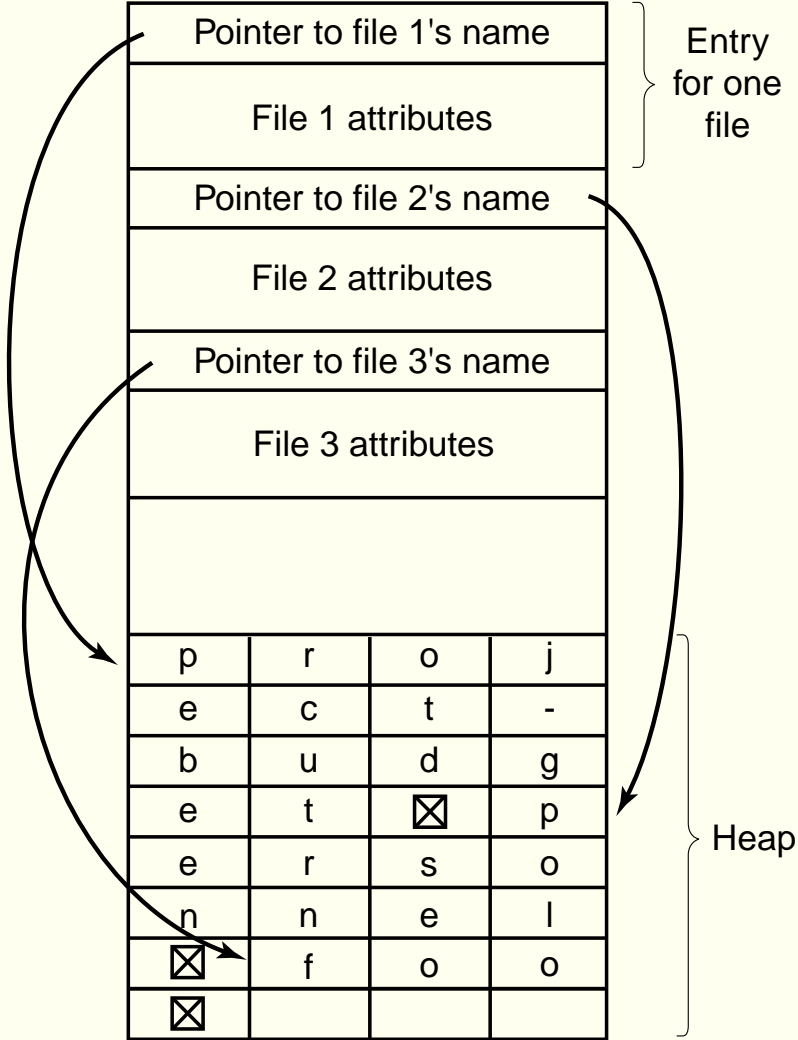 Pointer to file 1's name
Entry
for one
file
File 1 attributes
Pointer to file 2's name
File 2 attributes
Pointer to file 3's name
File 3 attributes
p r o j
e c t -
b u d g
e t p
e r s o
n n e l
f o o
Heap